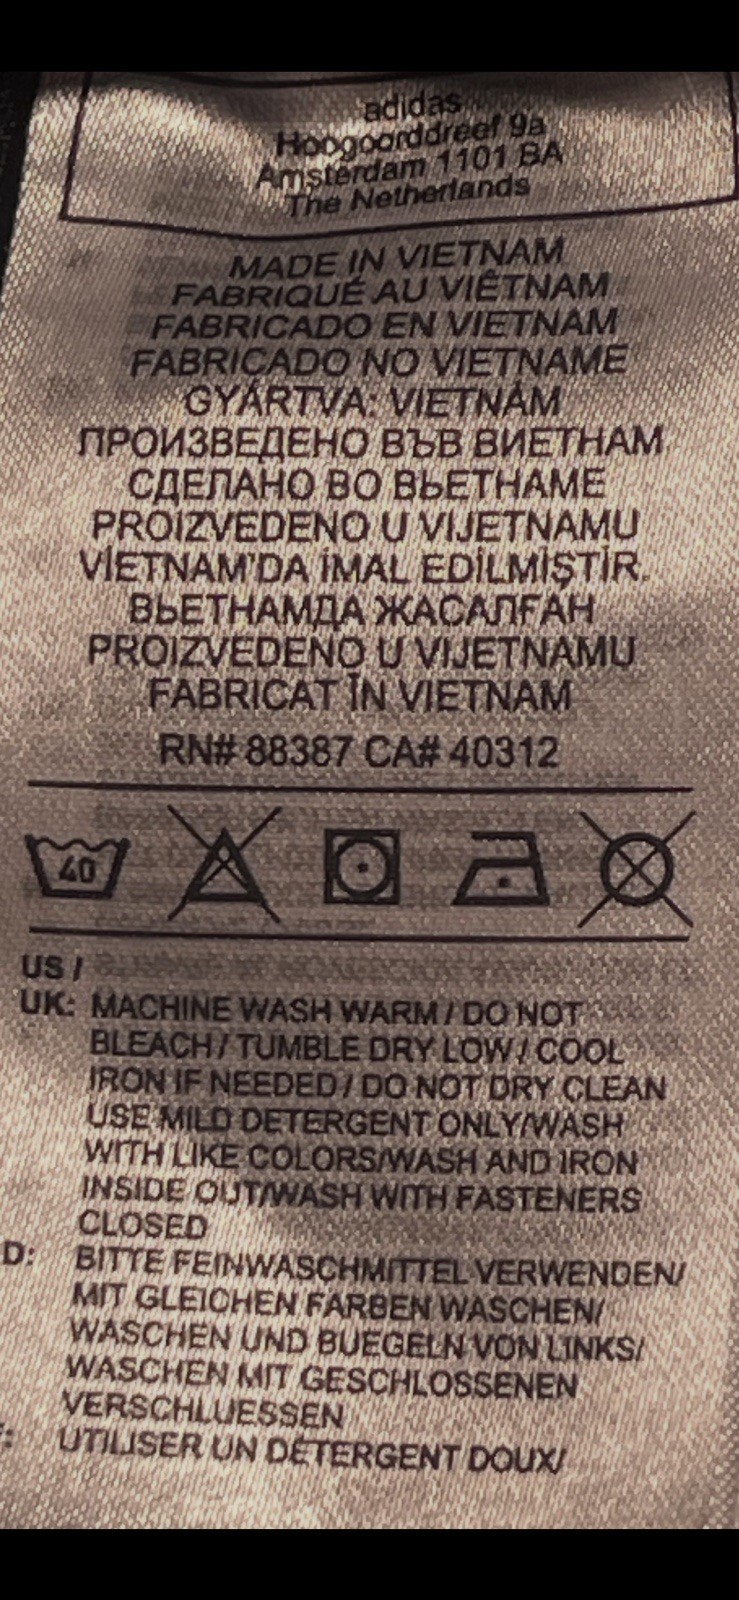 adidas
Hoogoorddreef 9a
Amsterdam 1101 BA
The Netherlands
MADE IN VIETNAM
FABRIQUÉ AU VIÊTNAM
FABRICADO EN VIETNAM
FABRICADO NO VIETNAME
GYÁRTVA: VIETNÁM
ПРОИЗВЕДЕНО ВЪВ ВИЕТНАМ
СДЕЛАНО ВО ВЬЕТНАМЕ
PROIZVEDENO U VIJETNAMU
VİETNAM'DA İMAL EDİLMİŞTİR.
ВЬЕТНАМДА ЖАСАЛҒАН
PROIZVEDENO U VIJETNAMU
FABRICAT ÎN VIETNAM
RN# 88387 CA# 40312
40
US /
UK: MACHINE WASH WARM / DO NOT
BLEACH / TUMBLE DRY LOW / COOL
IRON IF NEEDED / DO NOT DRY CLEAN
USE MILD DETERGENT ONLY/WASH
WITH LIKE COLORS/WASH AND IRON
INSIDE OUT/WASH WITH FASTENERS
CLOSED
D: BITTE FEINWASCHMITTEL VERWENDEN/
MIT GLEICHEN FARBEN WASCHEN/
WASCHEN UND BUEGELN VON LINKS/
WASCHEN MIT GESCHLOSSENEN
VERSCHLUESSEN
F: UTILISER UN DÉTERGENT DOUX/